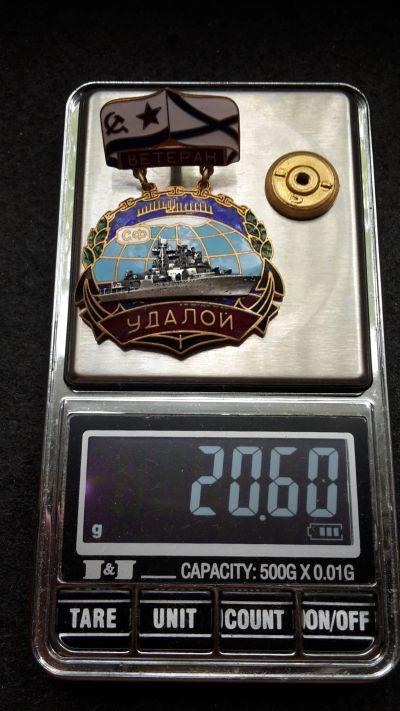 ВЕТЕРАН
СФ
УДАЛОЙ
20.60
g
CAPACITY: 500G X 0.01G
TARE UNIT COUNT ON/OFF